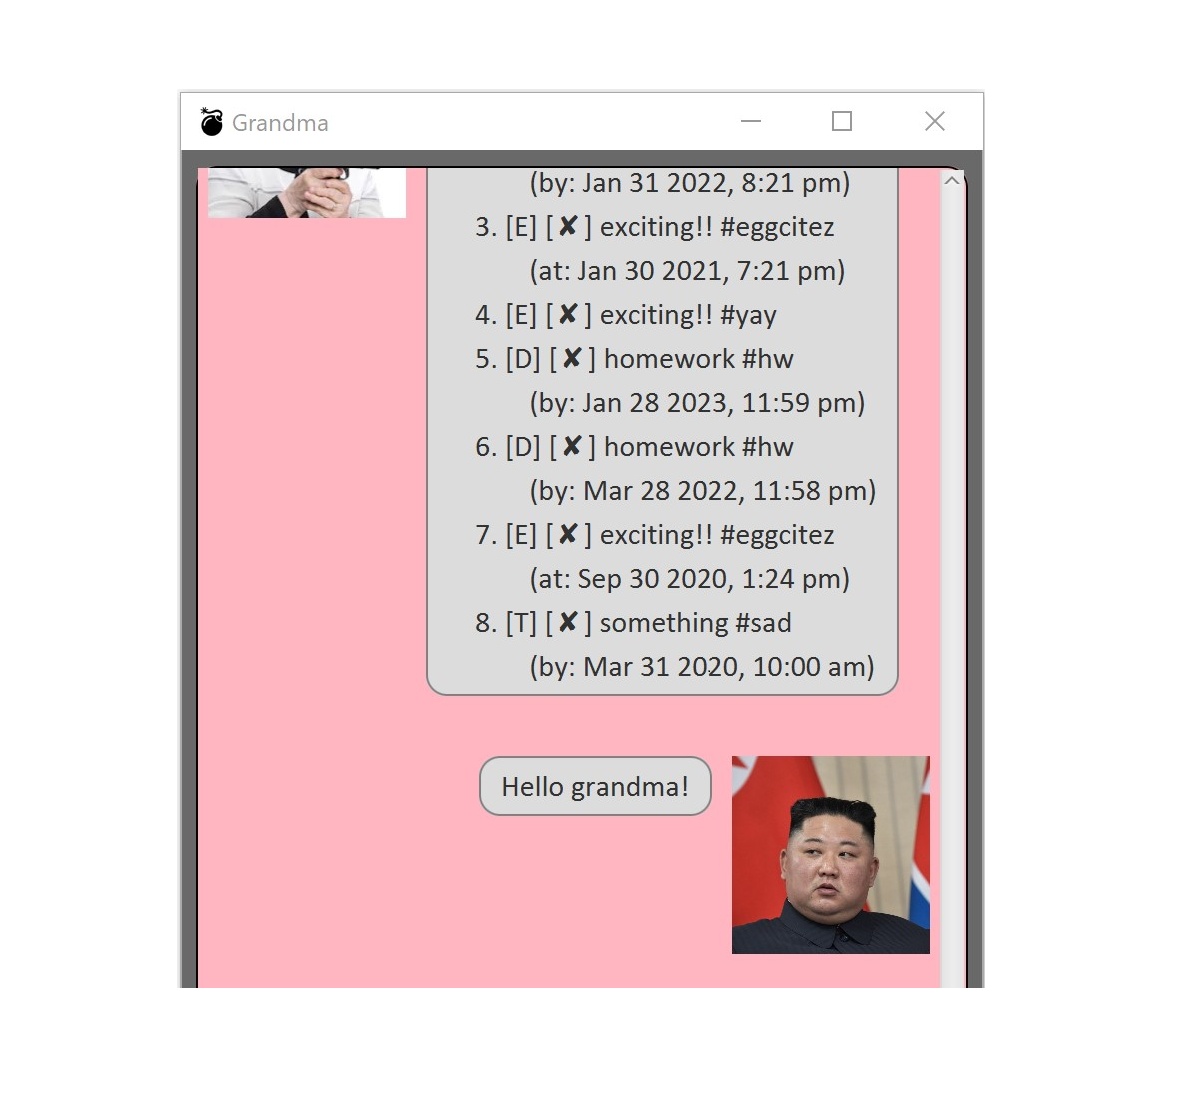 Grandma
(by: Jan 31 2022, 8:21 pm)
3. [E] [✘] exciting!! #eggcitez
(at: Jan 30 2021, 7:21 pm)
4. [E] [✘] exciting!! #yay
5. [D] [✘] homework #hw
(by: Jan 28 2023, 11:59 pm)
6. [D] [✘] homework #hw
(by: Mar 28 2022, 11:58 pm)
7. [E] [✘] exciting!! #eggcitez
(at: Sep 30 2020, 1:24 pm)
8. [T] [✘] something #sad
(by: Mar 31 2020, 10:00 am)
Hello grandma!